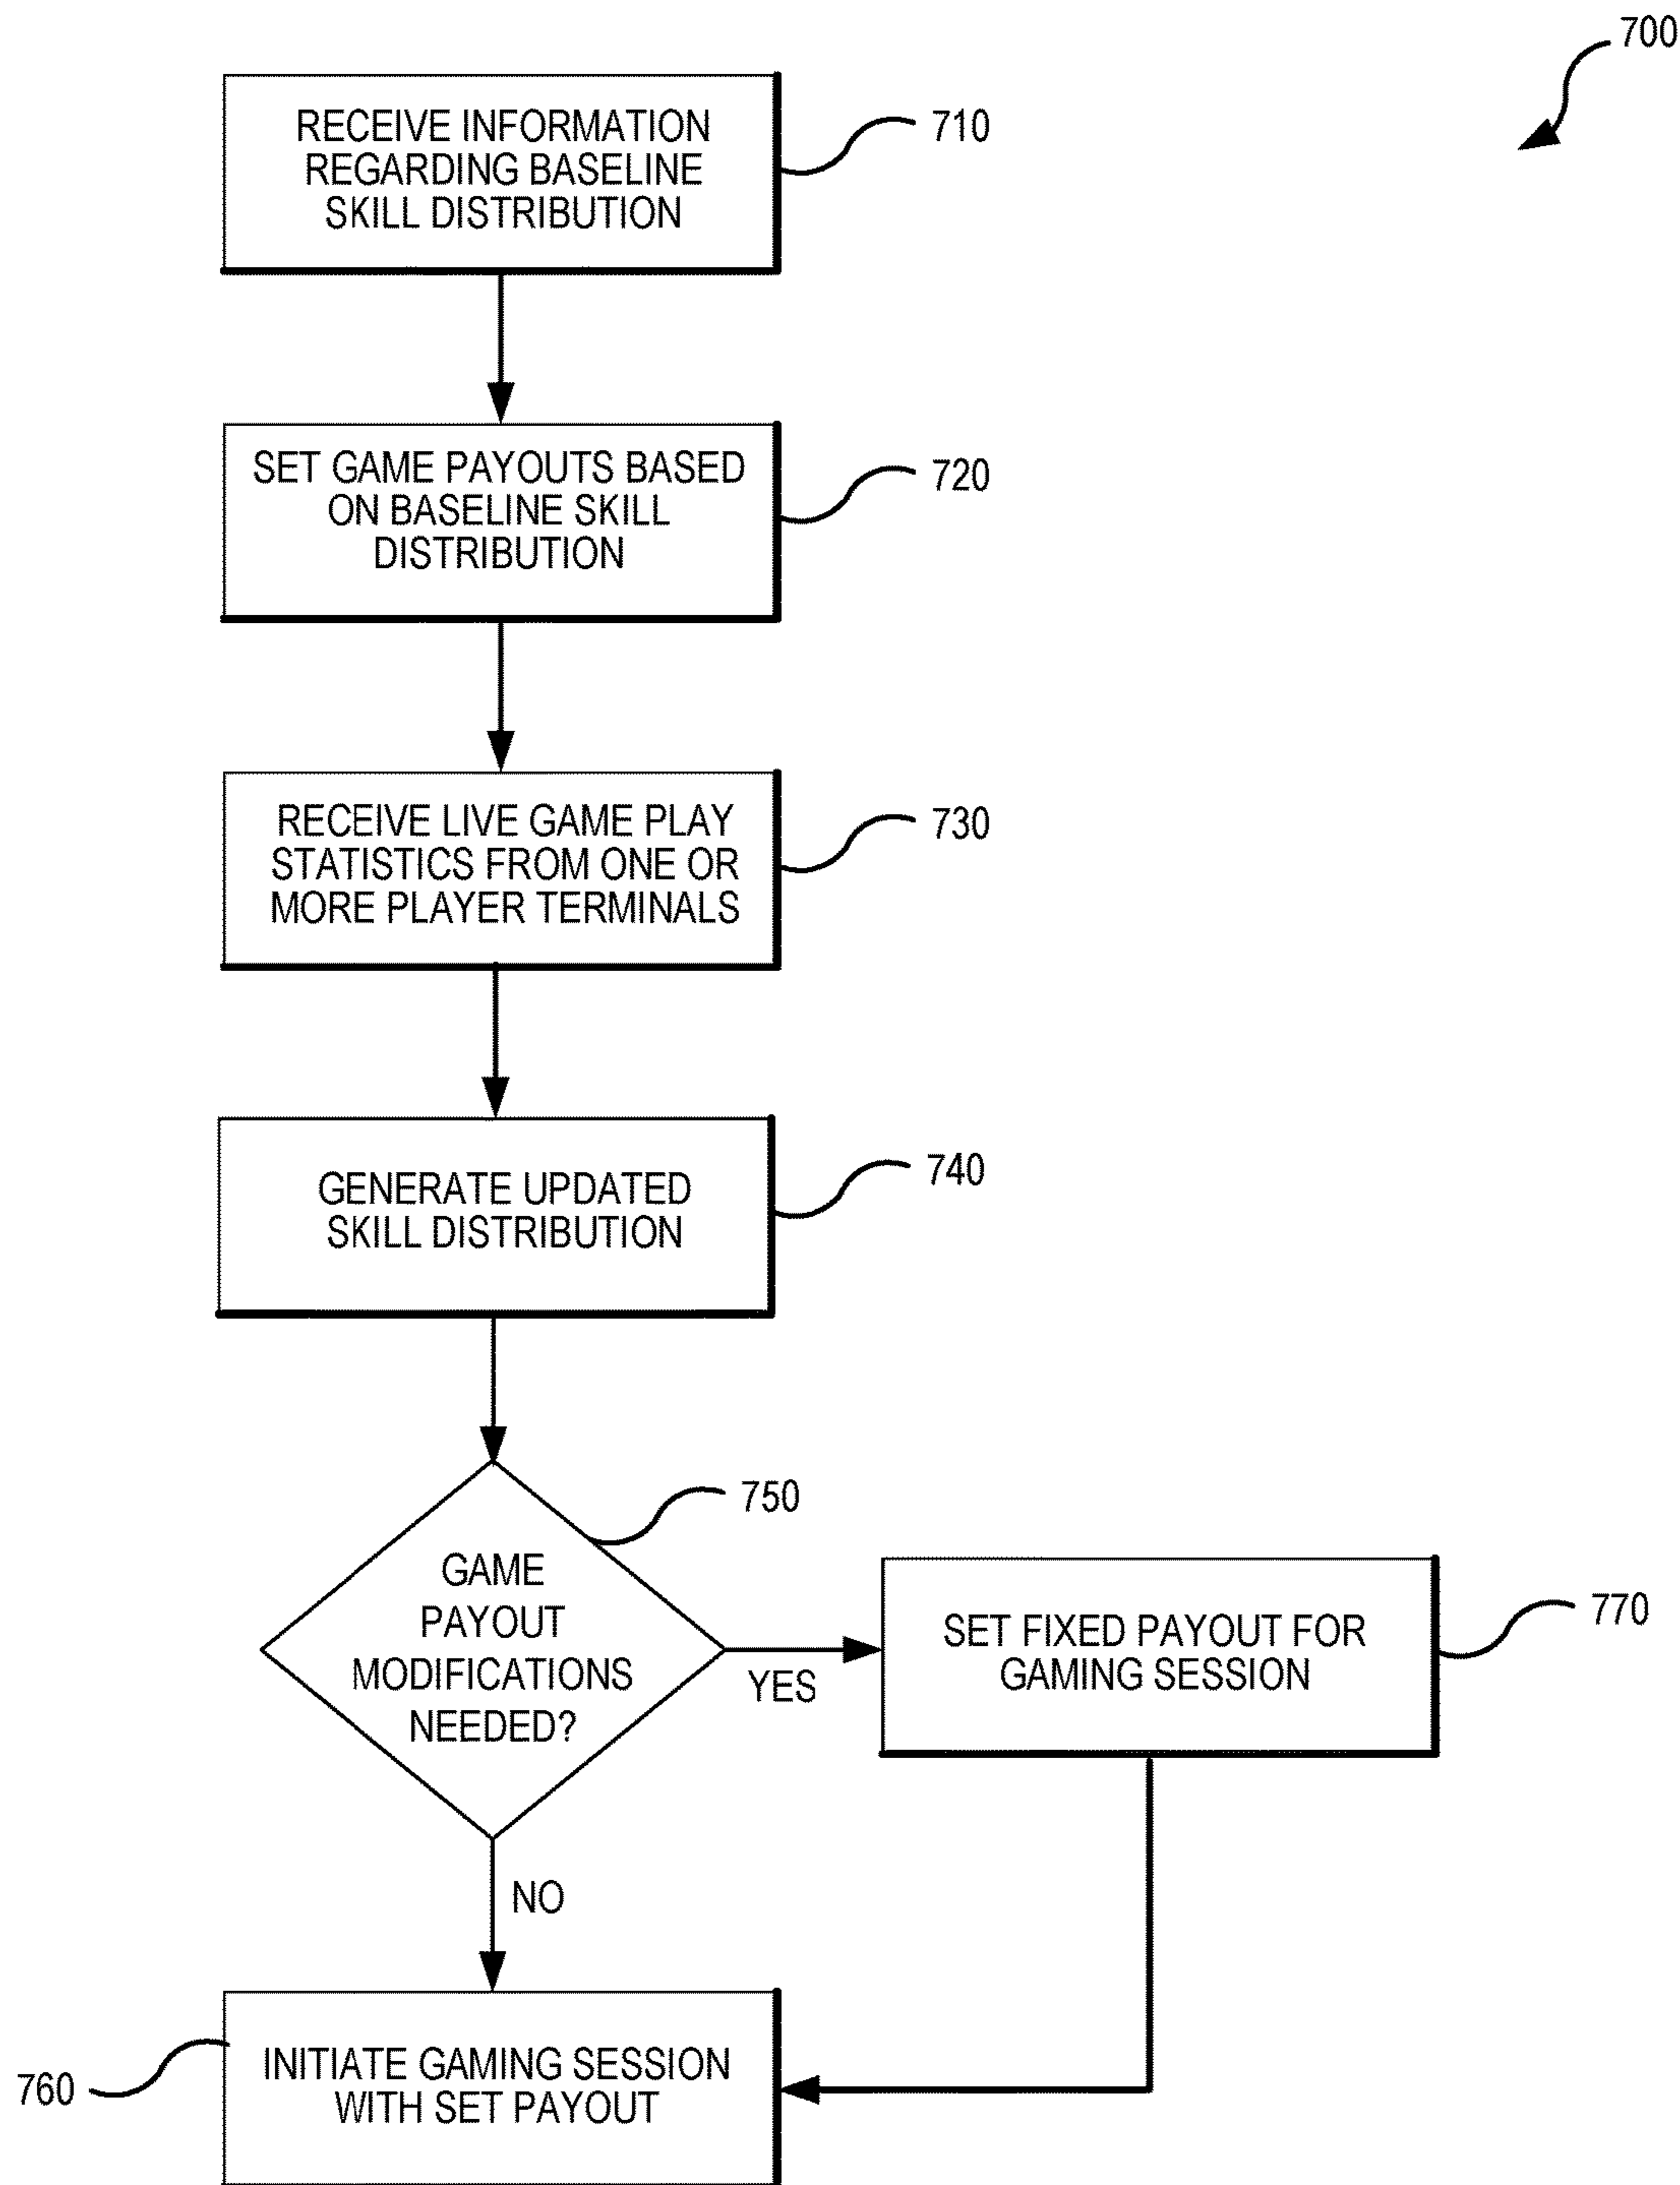 700
RECEIVE INFORMATION
REGARDING BASELINE
SKILL DISTRIBUTION
710
SET GAME PAYOUTS BASED
ON BASELINE SKILL
DISTRIBUTION
720
RECEIVE LIVE GAME PLAY
STATISTICS FROM ONE OR
MORE PLAYER TERMINALS
730
GENERATE UPDATED
SKILL DISTRIBUTION
740
GAME
PAYOUT
MODIFICATIONS
NEEDED?
750
YES
SET FIXED PAYOUT FOR
GAMING SESSION
770
NO
INITIATE GAMING SESSION
WITH SET PAYOUT
760